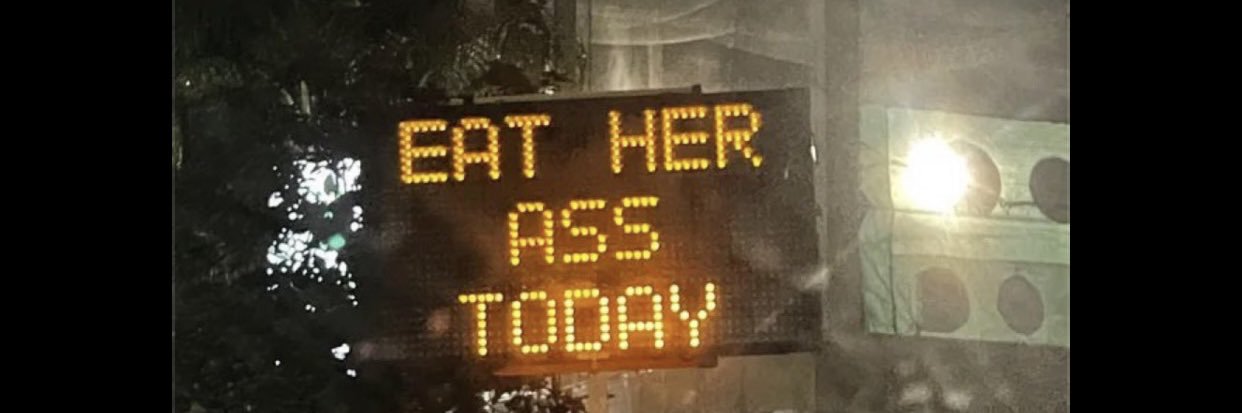 EAT HER
ASS
TODAY